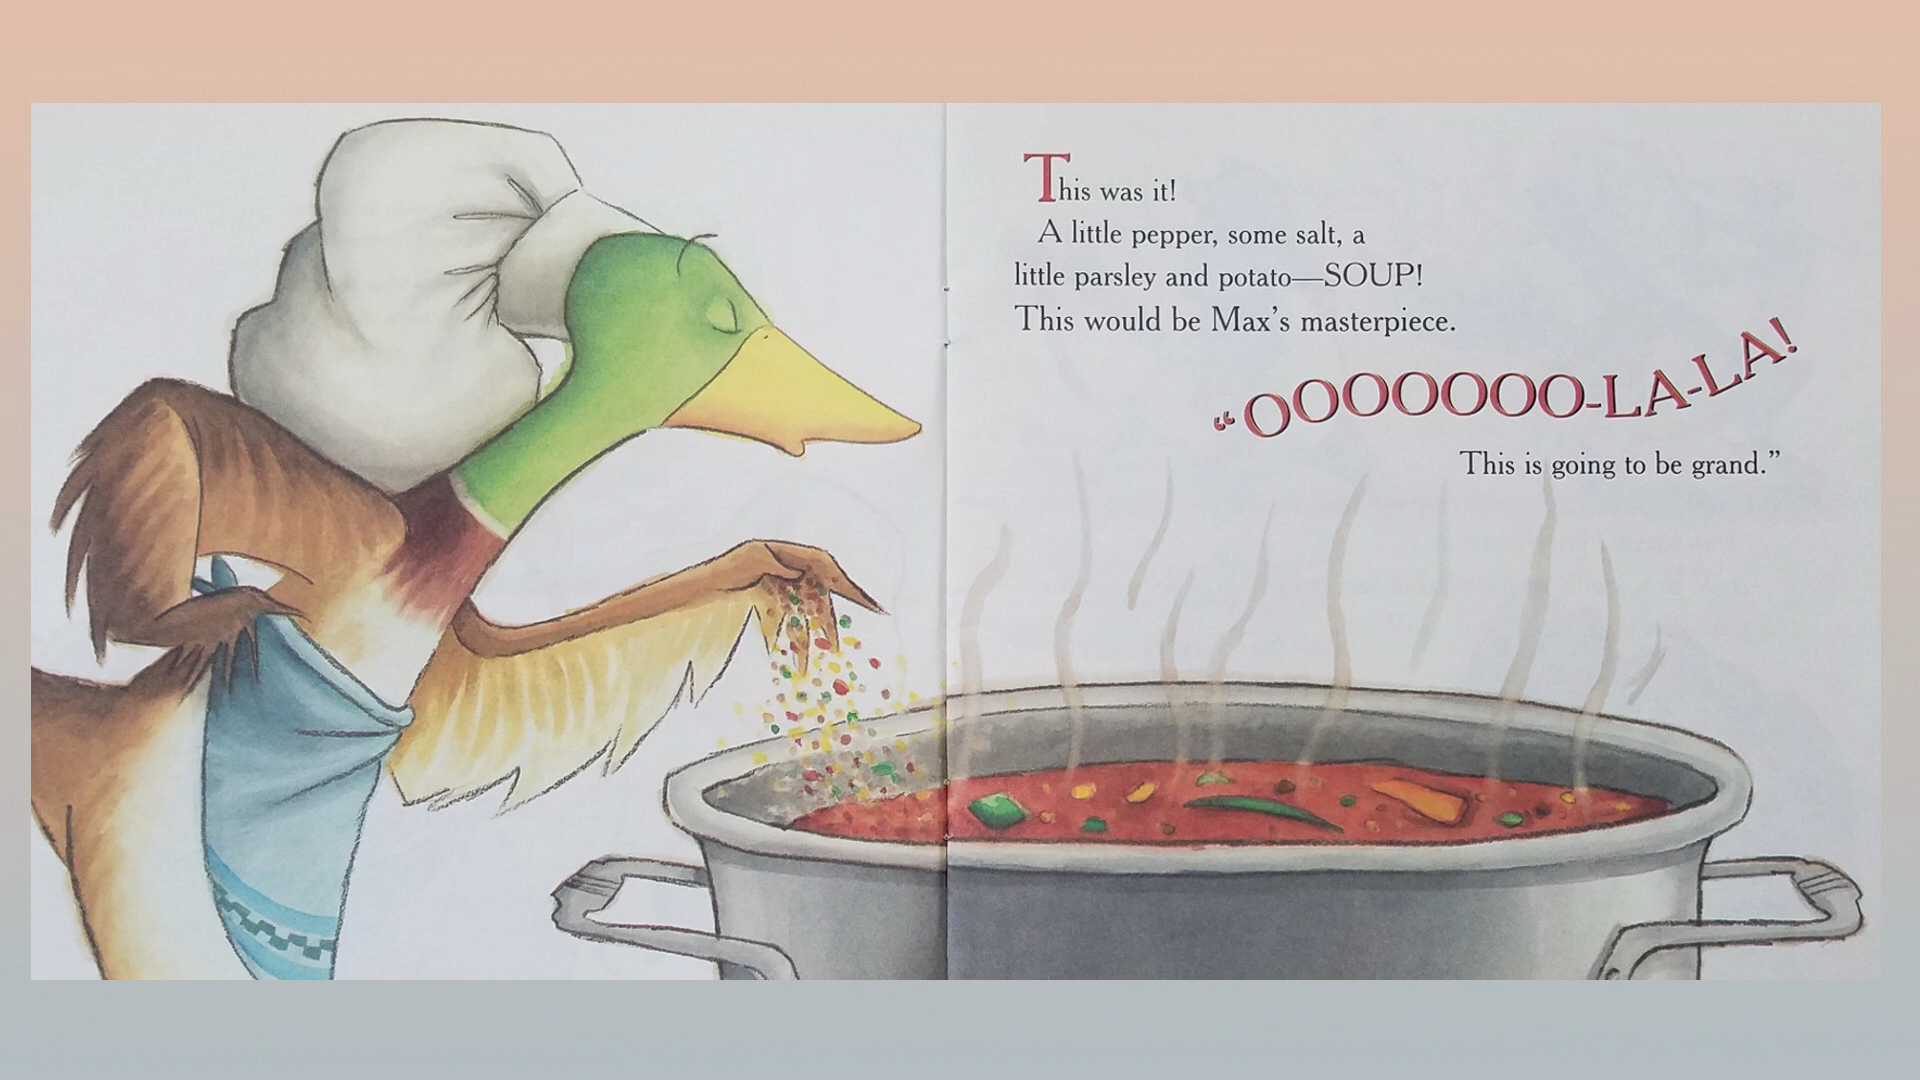 This was it!
A little pepper, some salt, a
little parsley and potato—SOUP!
This would be Max’s masterpiece.
“OOOOOOO-LA-LA!
This is going to be grand.”